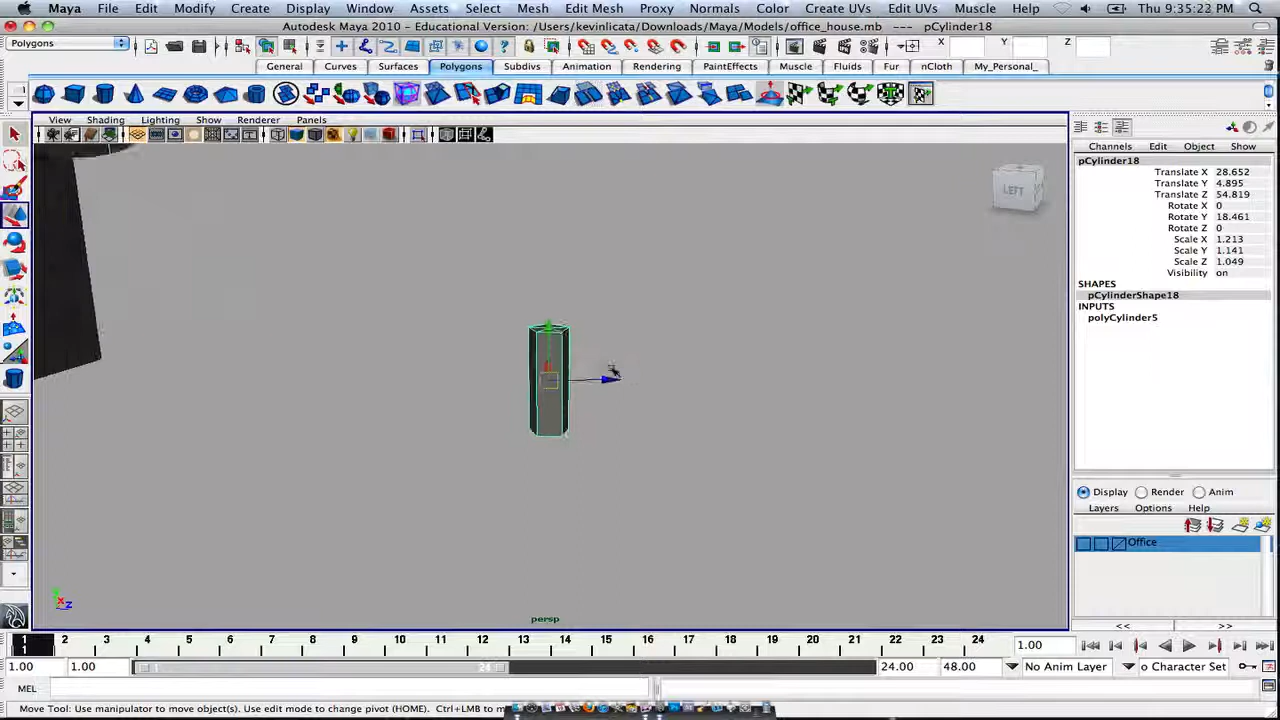 Maya File Edit Modify Create Display Window Assets Select Mesh Edit Mesh Proxy Normals Color Create UVs Edit UVs Muscle Help Thu 9:35:22 PM
Autodesk Maya 2010 - Educational Version: /Users/kevinlicata/Downloads/Maya/Models/office_house.mb --- pCylinder18
Polygons X Y Z
General Curves Surfaces Polygons Subdivs Animation Rendering PaintEffects Muscle Fluids Fur nCloth My_Personal_
View Shading Lighting Show Renderer Panels
LEFT
Channels Edit Object Show
pCylinder18
Translate X 28.652
Translate Y 4.895
Translate Z 54.819
Rotate X 0
Rotate Y 18.461
Rotate Z 0
Scale X 1.213
Scale Y 1.141
Scale Z 1.049
Visibility on
SHAPES
pCylinderShape18
INPUTS
polyCylinder5
Display Render Anim
Layers Options Help
Office
z
persp
<< >>
1 2 3 4 5 6 7 8 9 10 11 12 13 14 15 16 17 18 19 20 21 22 23 24
1 1.00
1.00 1.00 1 24 24.00 48.00 No Anim Layer o Character Set
MEL
Move Tool: Use manipulator to move object(s). Use edit mode to change pivot (HOME). Ctrl+LMB to m